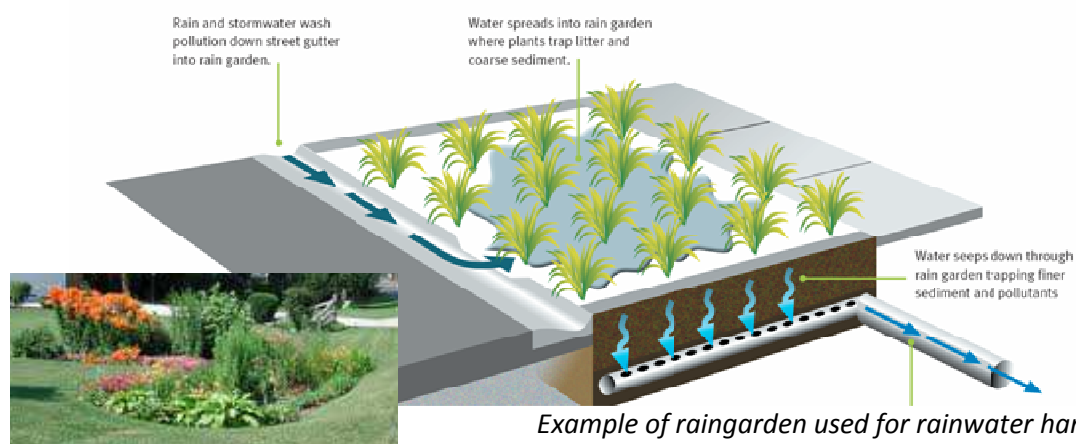 Rain and stormwater wash
pollution down street gutter
into rain garden.
Water spreads into rain garden
where plants trap litter and
coarse sediment.
Water seeps down through
rain garden trapping finer
sediment and pollutants
Example of raingarden used for rainwater har